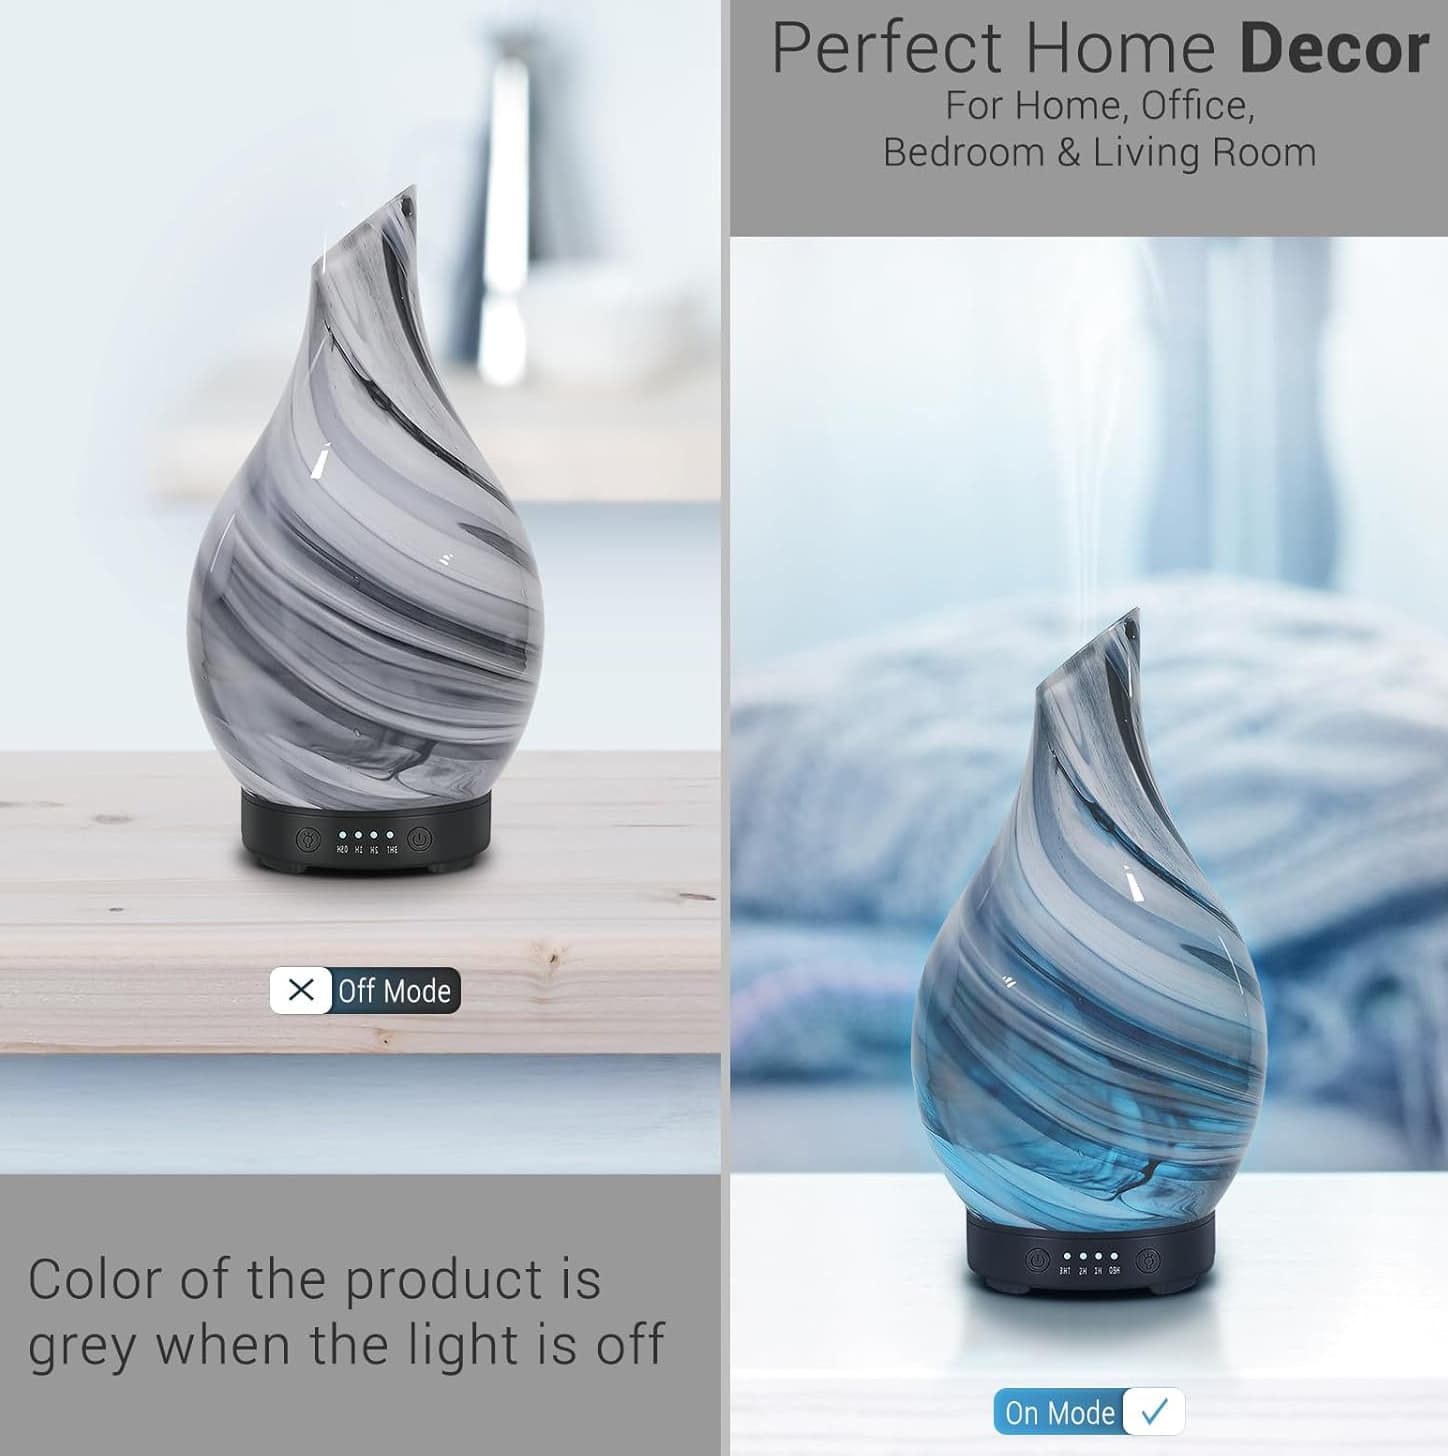 Perfect Home Decor
For Home, Office,
Bedroom & Living Room
Off Mode
Color of the product is
grey when the light is off
On Mode